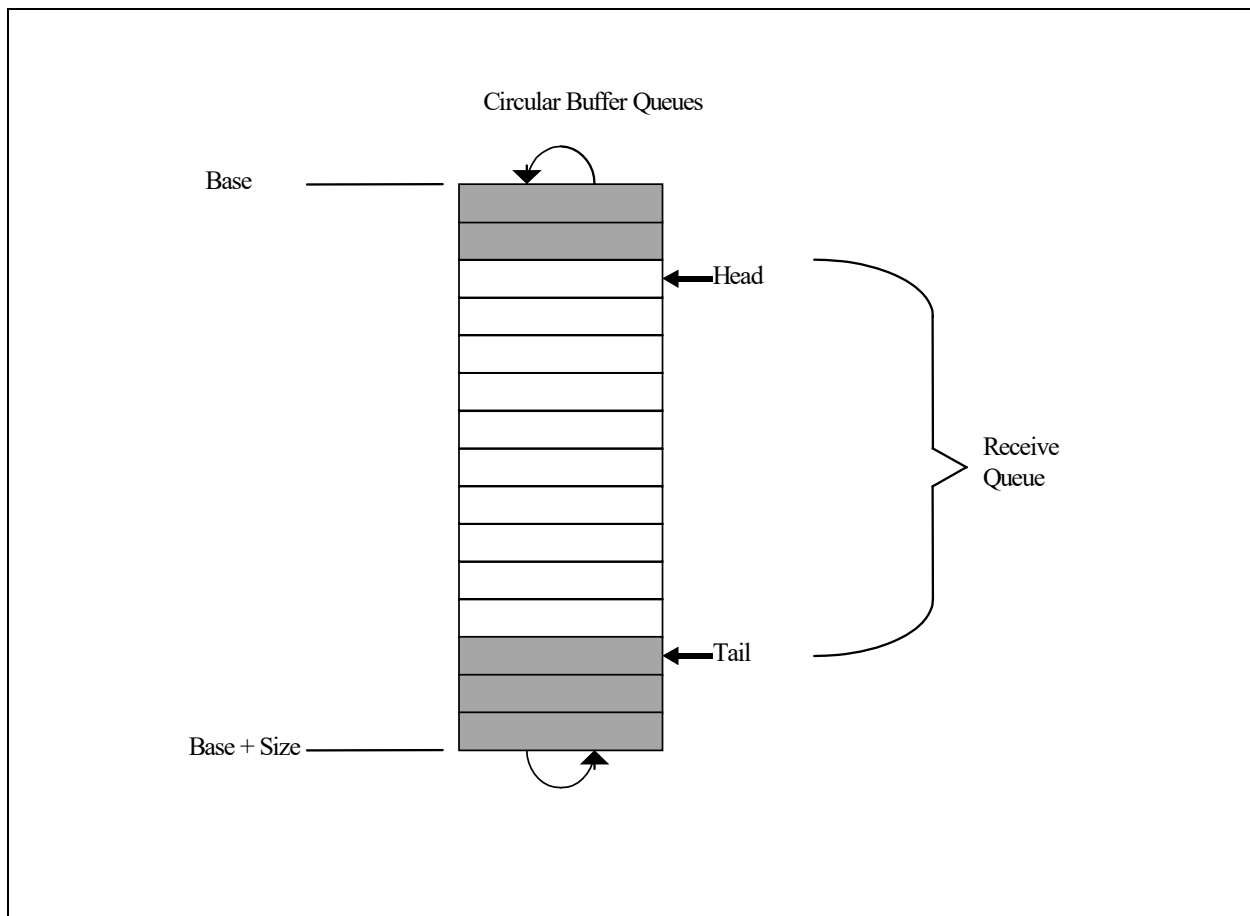 Circular Buffer Queues
Base
Head
Receive
Queue
Tail
Base + Size